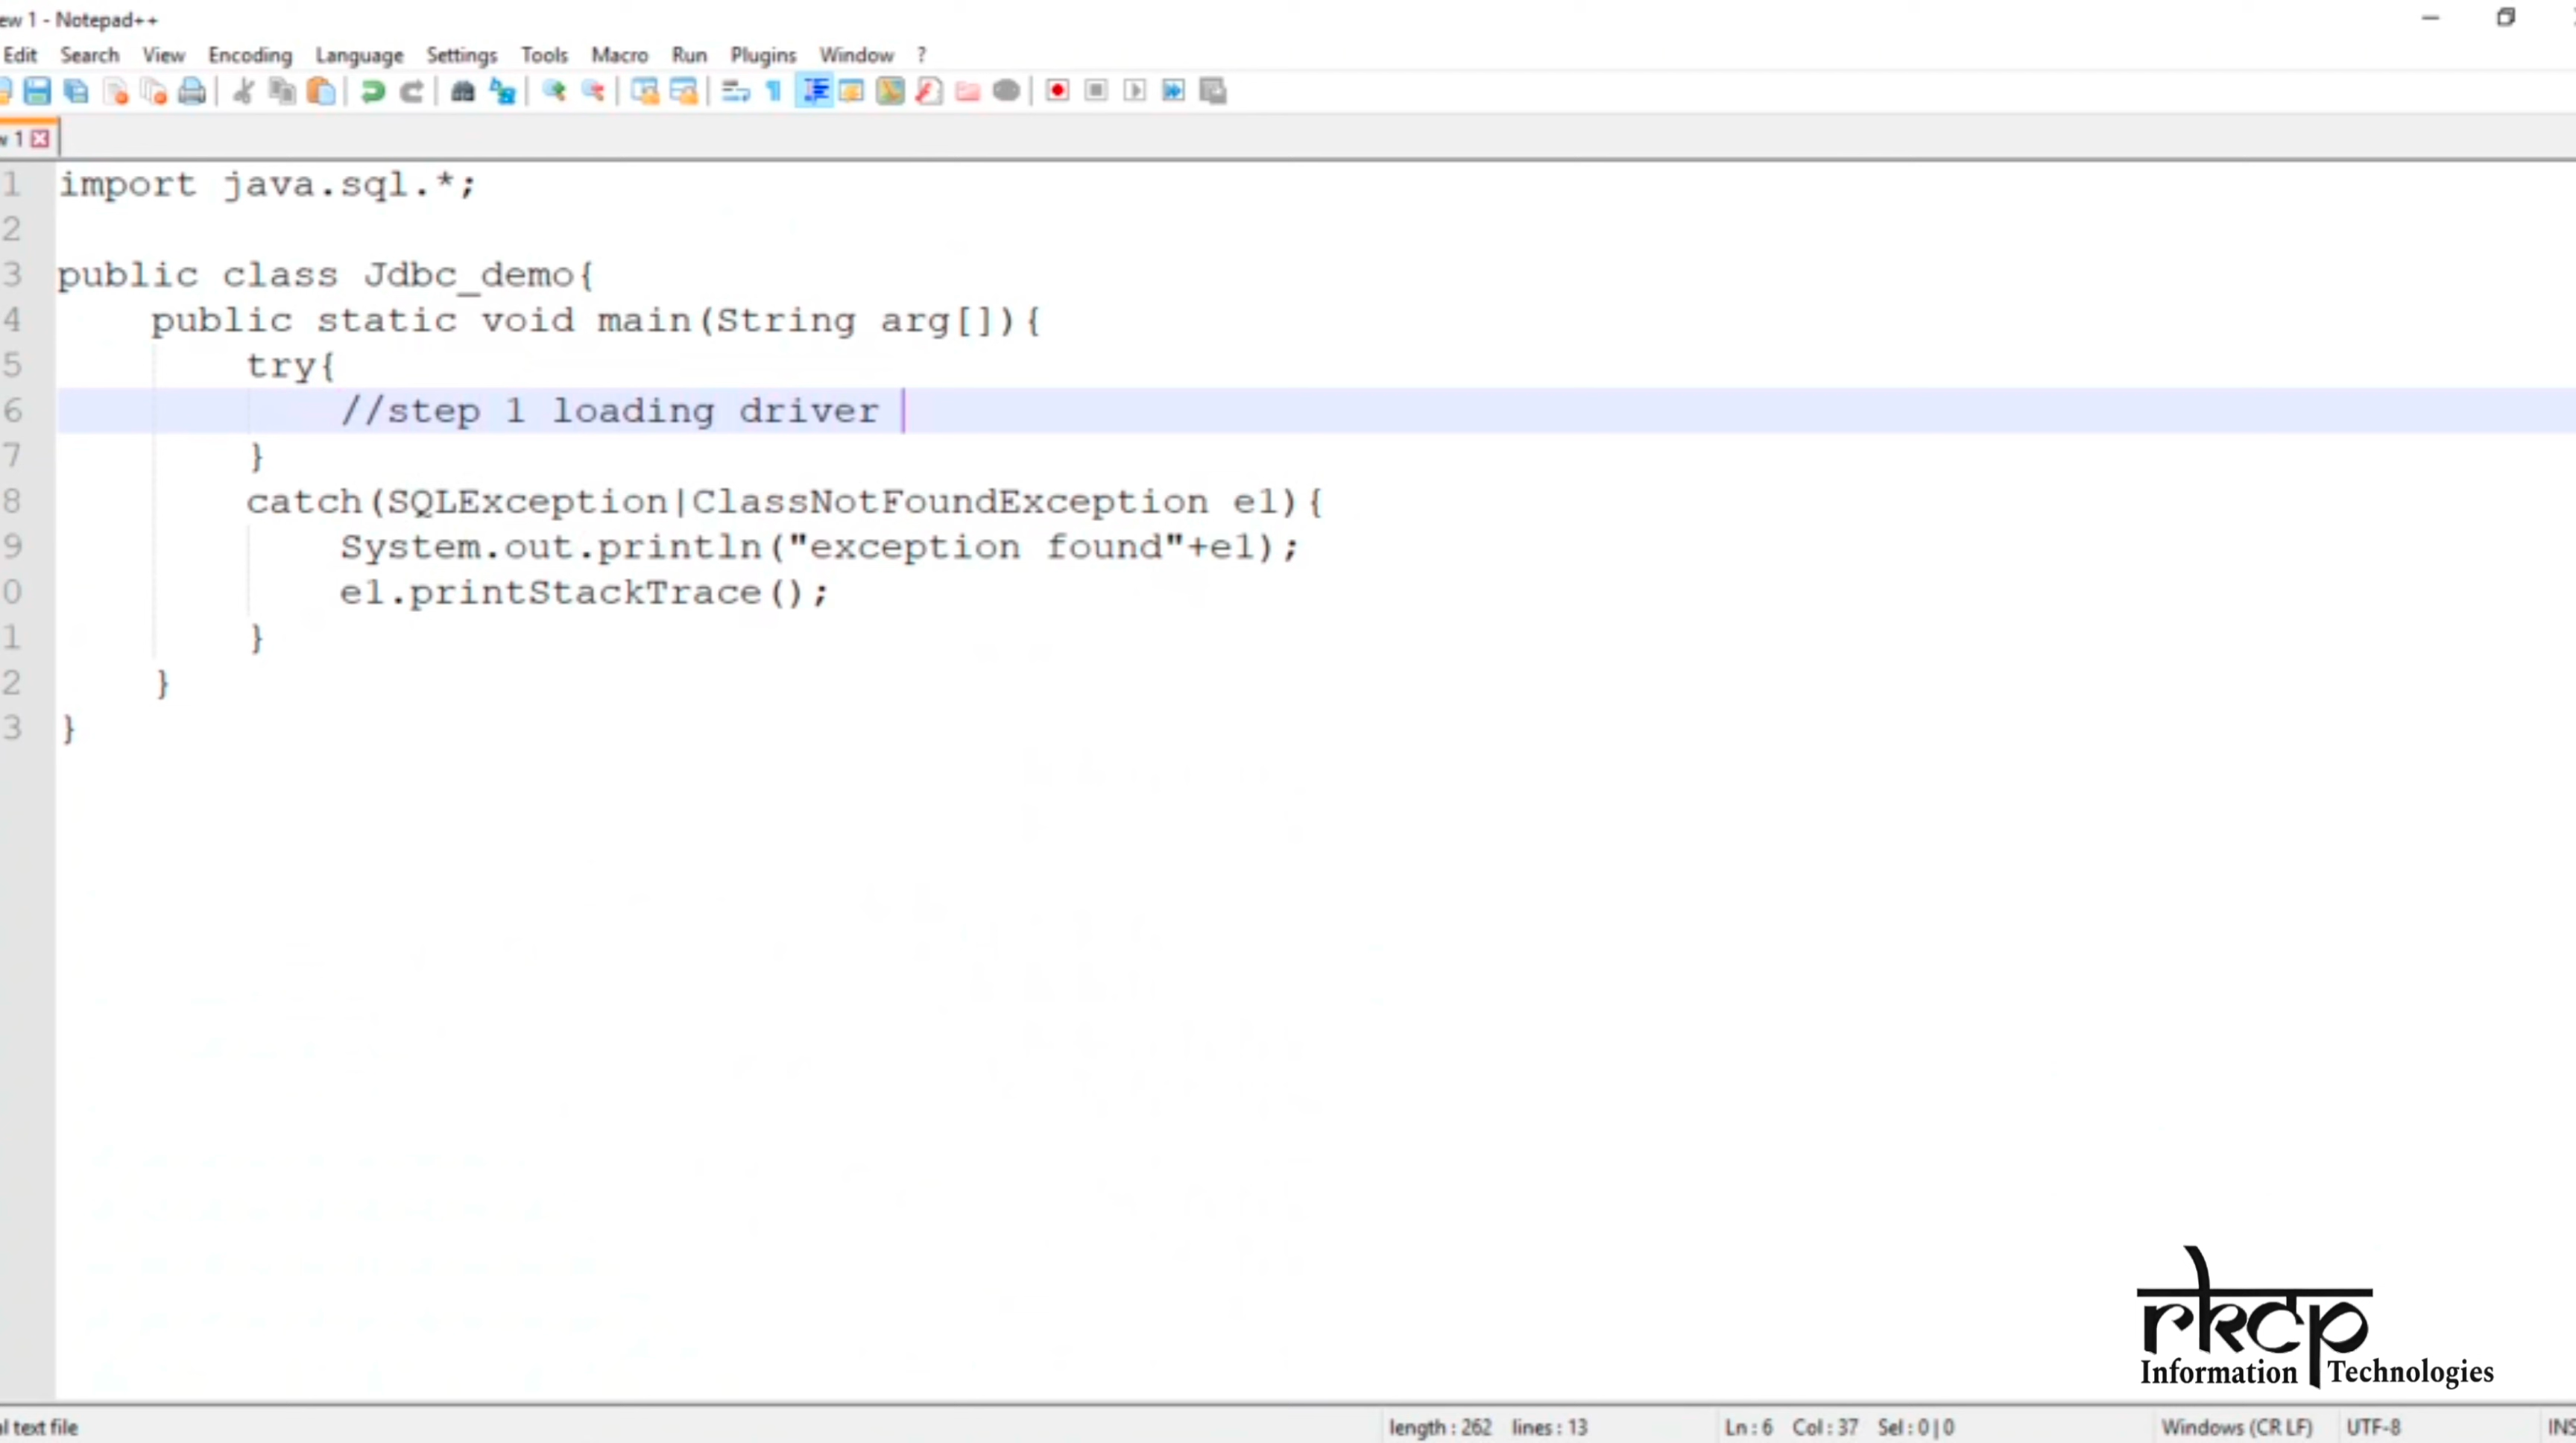 ew 1 - Notepad++
Edit Search View Encoding Language Settings Tools Macro Run Plugins Window ?
w 1
1 import java.sql.*;
2
3 public class Jdbc_demo{
4 public static void main(String arg[]){
5 try{
6 //step 1 loading driver
7 }
8 catch(SQLException|ClassNotFoundException e1){
9 System.out.println("exception found"+e1);
0 e1.printStackTrace();
1 }
2 }
3 }
rkcp
Information Technologies
l text file length : 262 lines : 13 Ln : 6 Col : 37 Sel : 0 | 0 Windows (CR LF) UTF-8 INS